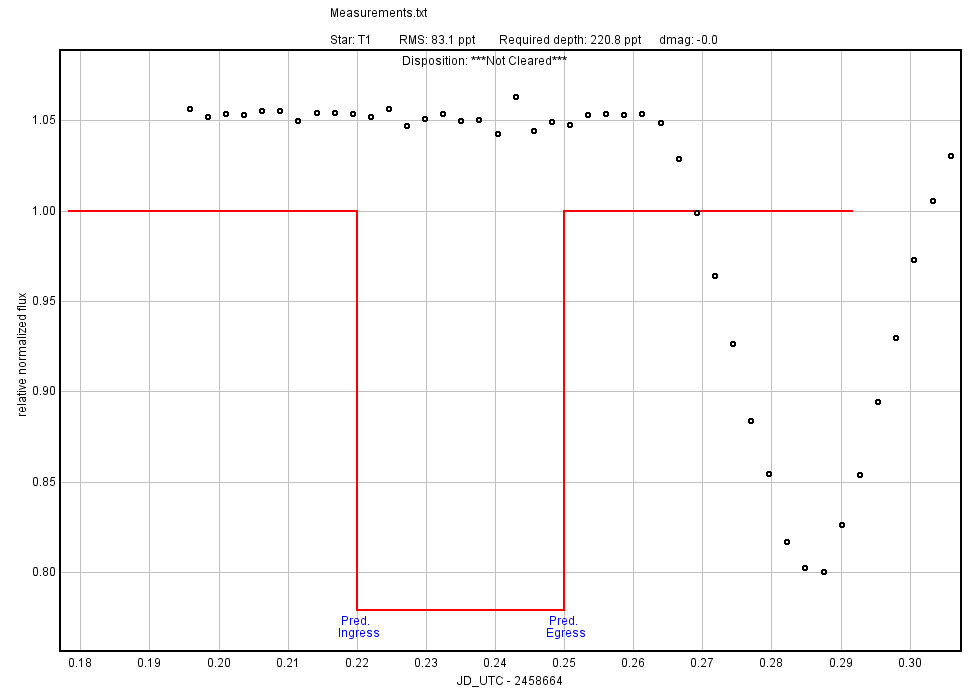 Measurements.txt
Star: T1 RMS: 83.1 ppt Required depth: 220.8 ppt dmag: -0.0
Disposition: ***Not Cleared***
1.05
1.00
0.95
0.90
0.85
0.80
relative normalized flux
Pred.
Ingress
Pred.
Egress
0.18 0.19 0.20 0.21 0.22 0.23 0.24 0.25 0.26 0.27 0.28 0.29 0.30
JD_UTC - 2458664